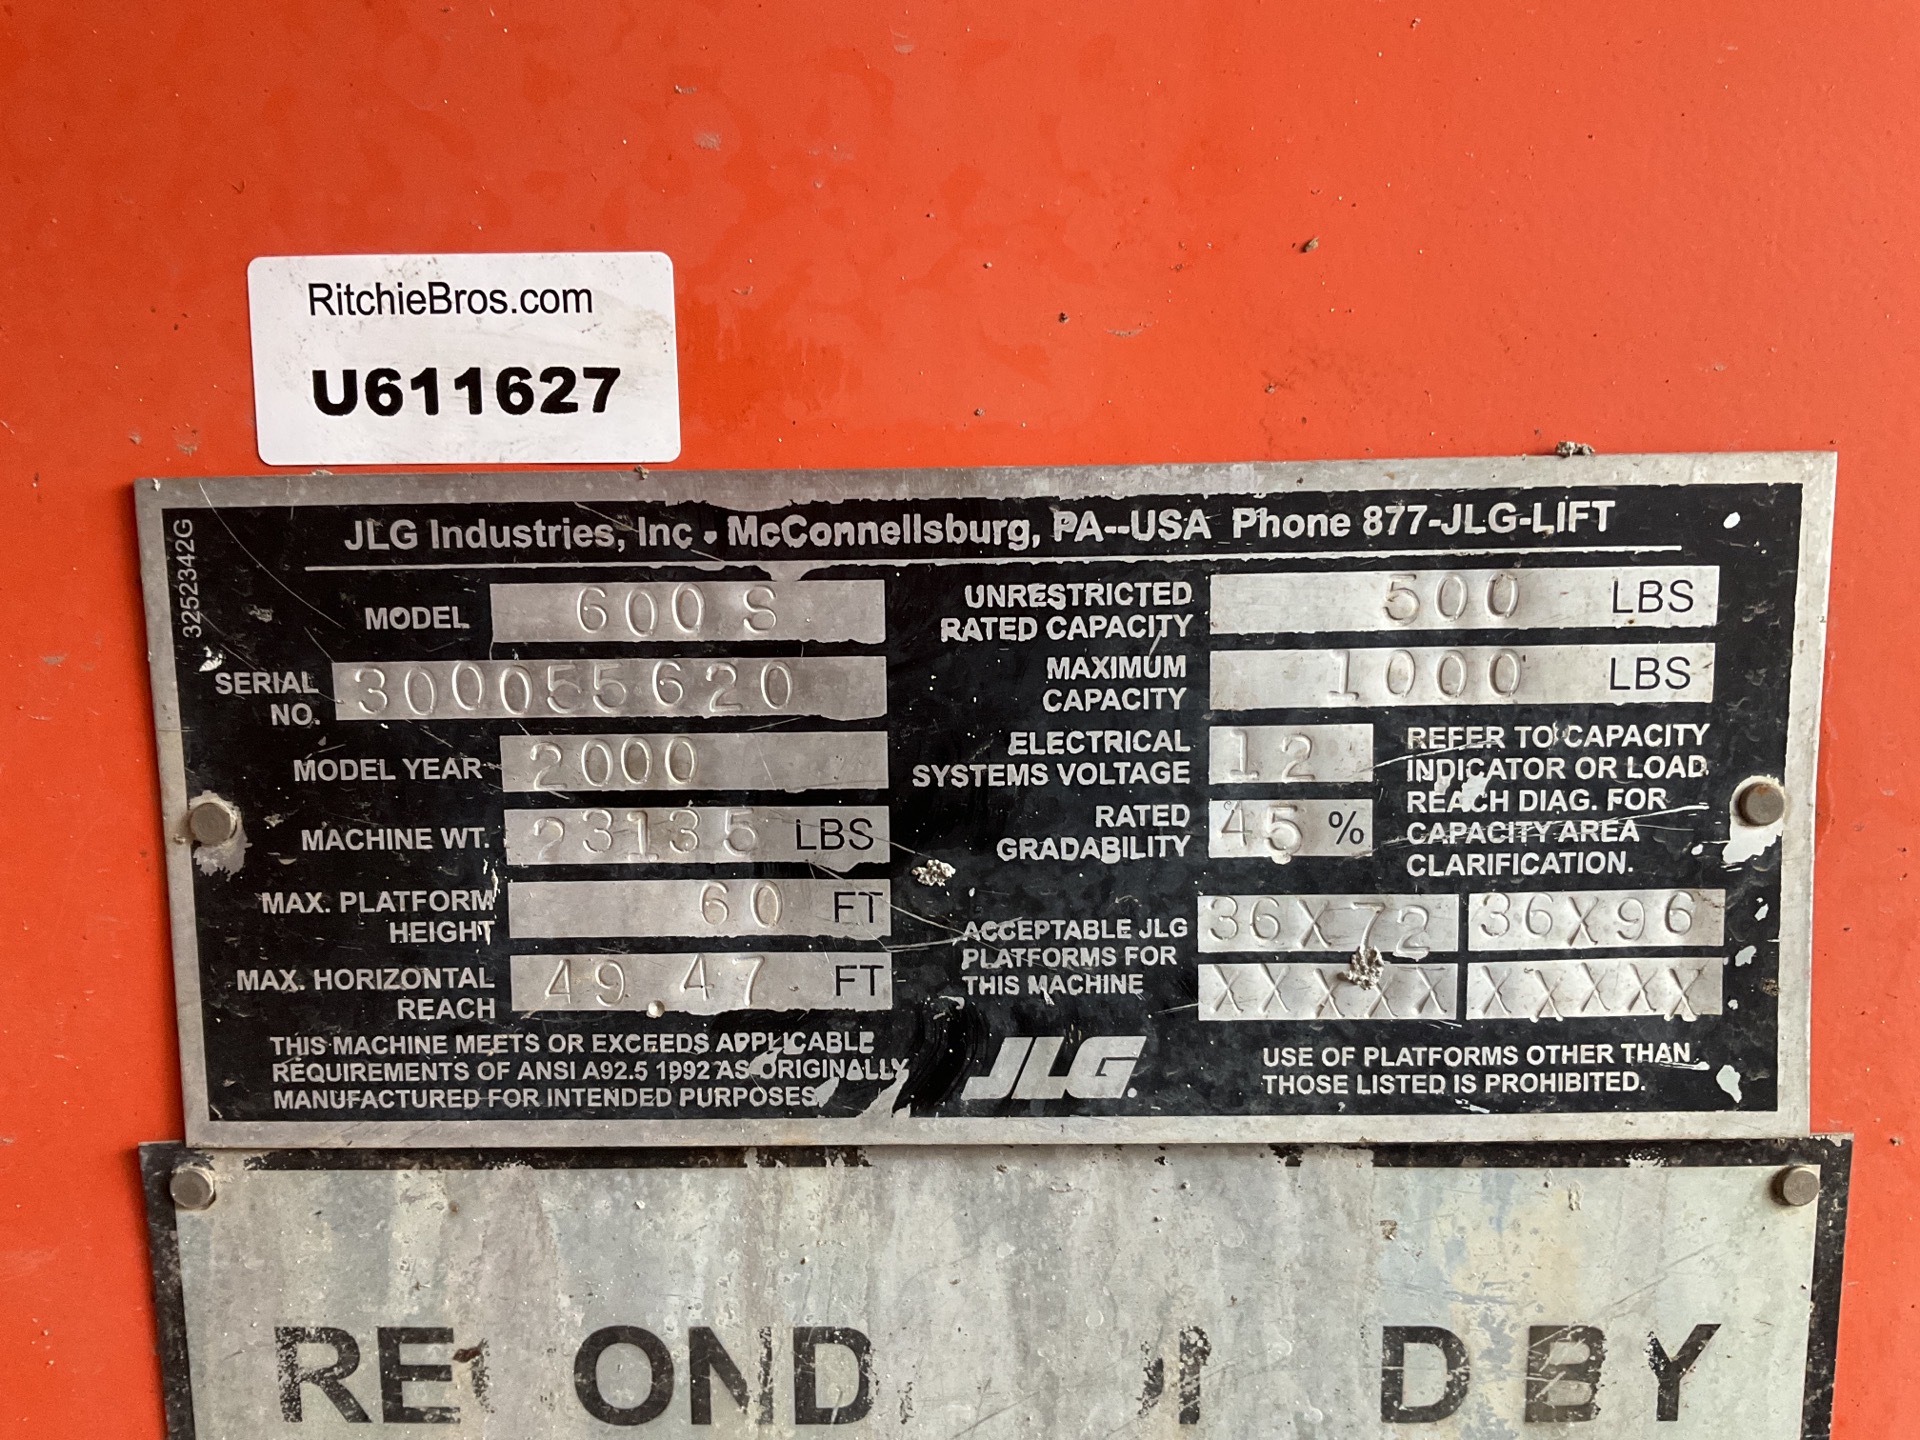 RitchieBros.com
U611627
3252342G
JLG Industries, Inc • McConnellsburg, PA--USA Phone 877-JLG-LIFT
MODEL 600 S
SERIAL NO. 300055620
MODEL YEAR 2000
MACHINE WT. 23135 LBS
MAX. PLATFORM HEIGHT 60 FT
MAX. HORIZONTAL REACH 49.47 FT
THIS MACHINE MEETS OR EXCEEDS APPLICABLE
REQUIREMENTS OF ANSI A92.5 1992 AS ORIGINALLY
MANUFACTURED FOR INTENDED PURPOSES
UNRESTRICTED RATED CAPACITY 500 LBS
MAXIMUM CAPACITY 1000 LBS
ELECTRICAL SYSTEMS VOLTAGE 12
RATED GRADABILITY 45 %
REFER TO CAPACITY
INDICATOR OR LOAD
REACH DIAG. FOR
CAPACITY AREA
CLARIFICATION.
ACCEPTABLE JLG
PLATFORMS FOR
THIS MACHINE
36X72 36X96
XXXXX XXXXX
JLG
USE OF PLATFORMS OTHER THAN
THOSE LISTED IS PROHIBITED.
BY